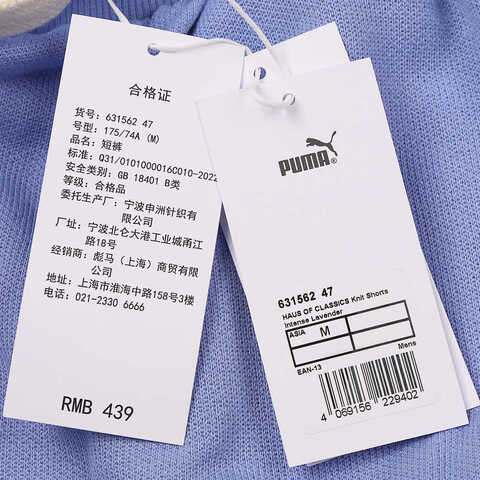 合格证
货号: 631562 47
号型: 175/74A (M)
品名: 短裤
标准: Q31/0101000016C010-2022
安全类别: GB 18401 B类
等级: 合格品
委托生产厂: 宁波申洲针织有
限公司
厂址: 宁波北仑大港工业城甬江
路18号
经销商: 彪马（上海）商贸有限
公司
地址: 上海市淮海中路158号3楼
电话: 021-2330 6666
RMB 439
PUMA
631562 47
HAUS OF CLASSICS Knit Shorts
Intense Lavender
ASIA M
EAN-13 Mens
4 069156 229402